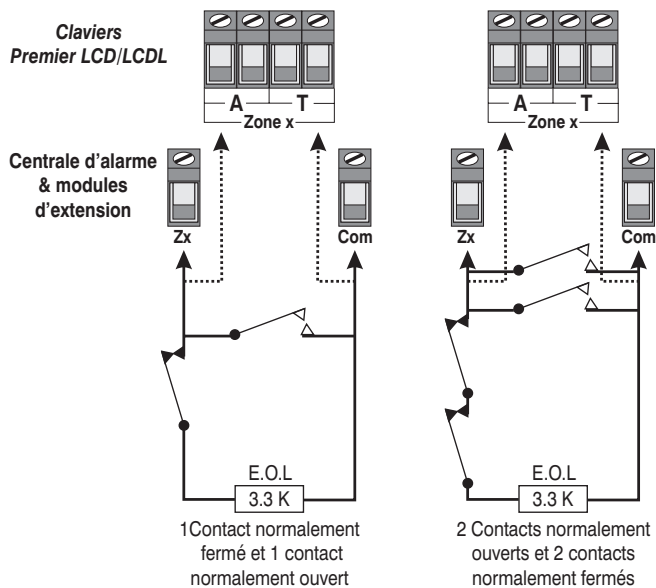 Claviers
Premier LCD/LCDL
A T
Zone x
A T
Zone x
Centrale d'alarme
& modules
d'extension
Zx
Com
Zx
Com
E.O.L
3.3 K
1Contact normalement
fermé et 1 contact
normalement ouvert
E.O.L
3.3 K
2 Contacts normalement
ouverts et 2 contacts
normalement fermés